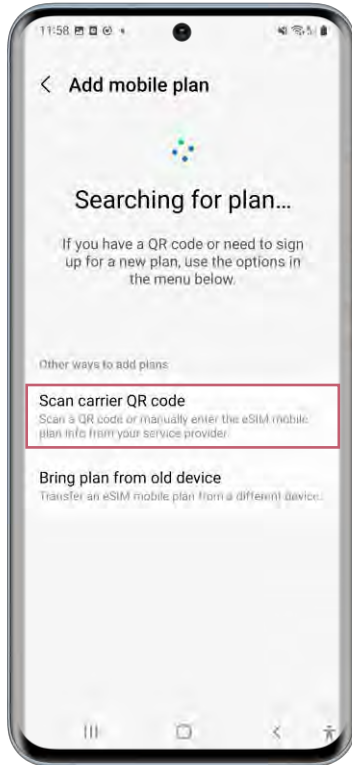 11:58
Add mobile plan
Searching for plan...
If you have a QR code or need to sign
up for a new plan, use the options in
the menu below.
Other ways to add plans
Scan carrier QR code
Scan a QR code or manually enter the eSIM mobile
plan info from your service provider.
Bring plan from old device
Transfer an eSIM mobile plan from a different device.